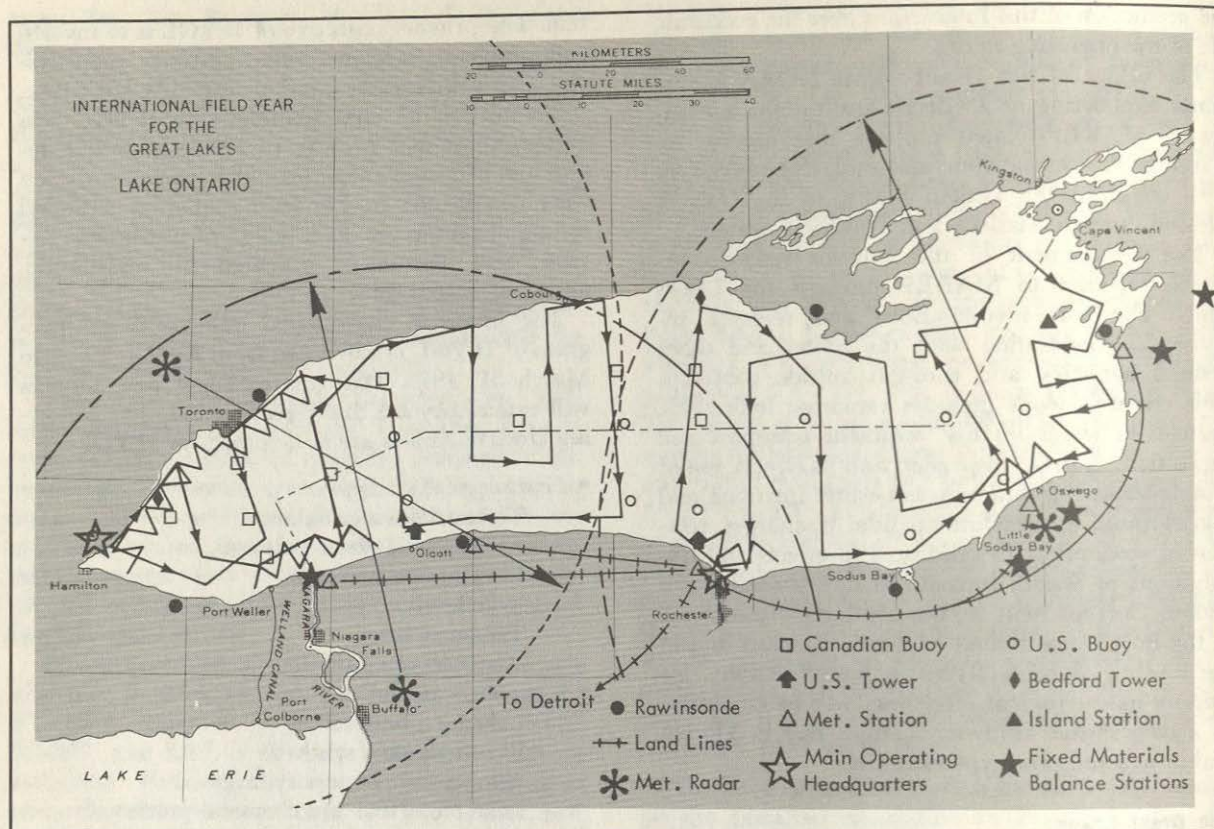 KILOMETERS
20 0 20 40 60
STATUTE MILES
10 0 10 30 40
INTERNATIONAL FIELD YEAR
FOR THE
GREAT LAKES
LAKE ONTARIO
Kingston
Cape Vincent
Cobourg
Toronto
Oswego
Little
Sodus Bay
Olcott
Hamilton
Sodus Bay
Port Weller
NIAGARA
RIVER
Rochester
WELLAND CANAL
Niagara
Falls
Port
Colborne
Buffalo
To Detroit
LAKE ERIE
Canadian Buoy
U.S. Buoy
U.S. Tower
Bedford Tower
Rawinsonde
Met. Station
Island Station
Land Lines
Met. Radar
Main Operating
Headquarters
Fixed Materials
Balance Stations